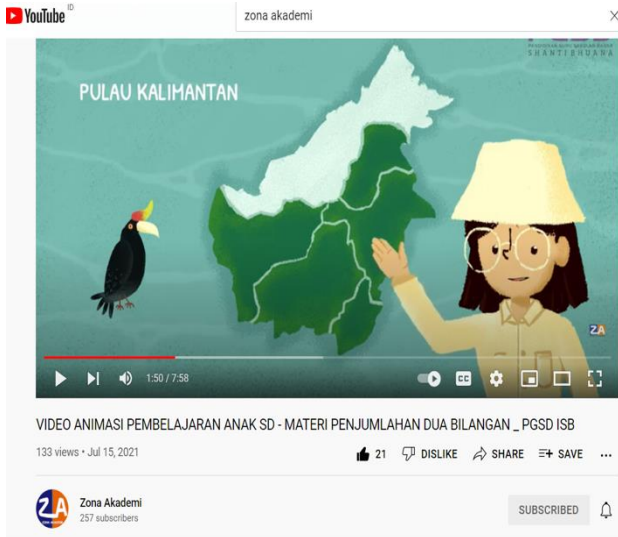 YouTube ID
zona akademi
SHANTI BHUANA
PULAU KALIMANTAN
ZA
1:50 / 7:58
CC
VIDEO ANIMASI PEMBELAJARAN ANAK SD - MATERI PENJUMLAHAN DUA BILANGAN _ PGSD ISB
133 views • Jul 15, 2021
21 DISLIKE SHARE SAVE ...
ZA
Zona Akademi
257 subscribers
SUBSCRIBED